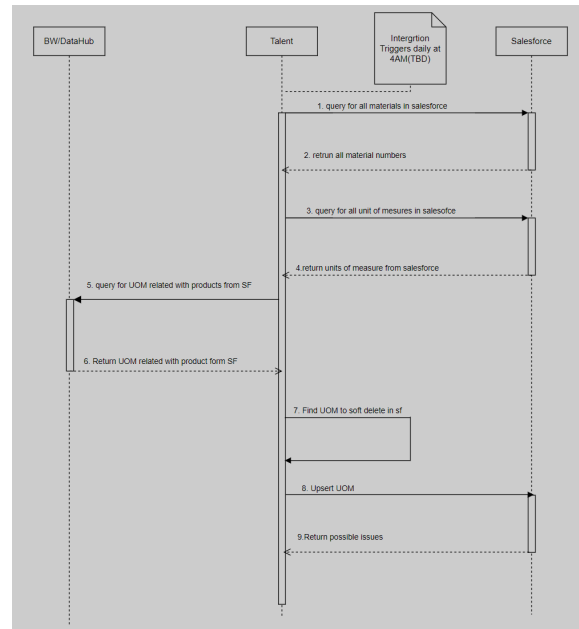 BW/DataHub
Talent
Intergrtion
Triggers daily at
4AM(TBD)
Salesforce
1. query for all materials in salesforce
2. retrun all material numbers
3. query for all unit of mesures in salesofce
4.return units of measure from salesforce
5. query for UOM related with products from SF
6. Return UOM related with product form SF
7. Find UOM to soft delete in sf
8. Upsert UOM
9.Return possible issues